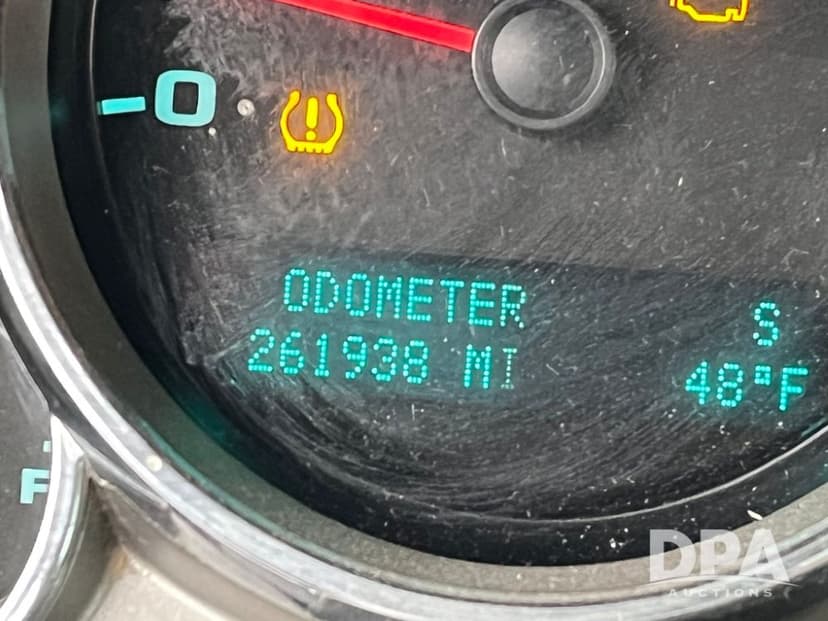 0
ODOMETER
S
261938 MI
48°F
F
DPA
AUCTIONS